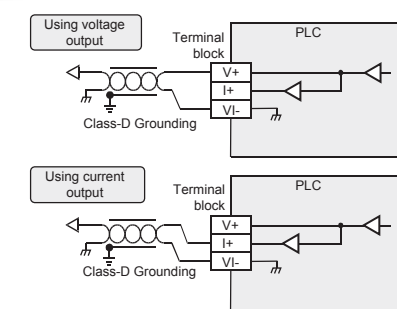 Using voltage
output
Terminal
block
PLC
V+
I+
VI-
Class-D Grounding
Using current
output
Terminal
block
PLC
V+
I+
VI-
Class-D Grounding